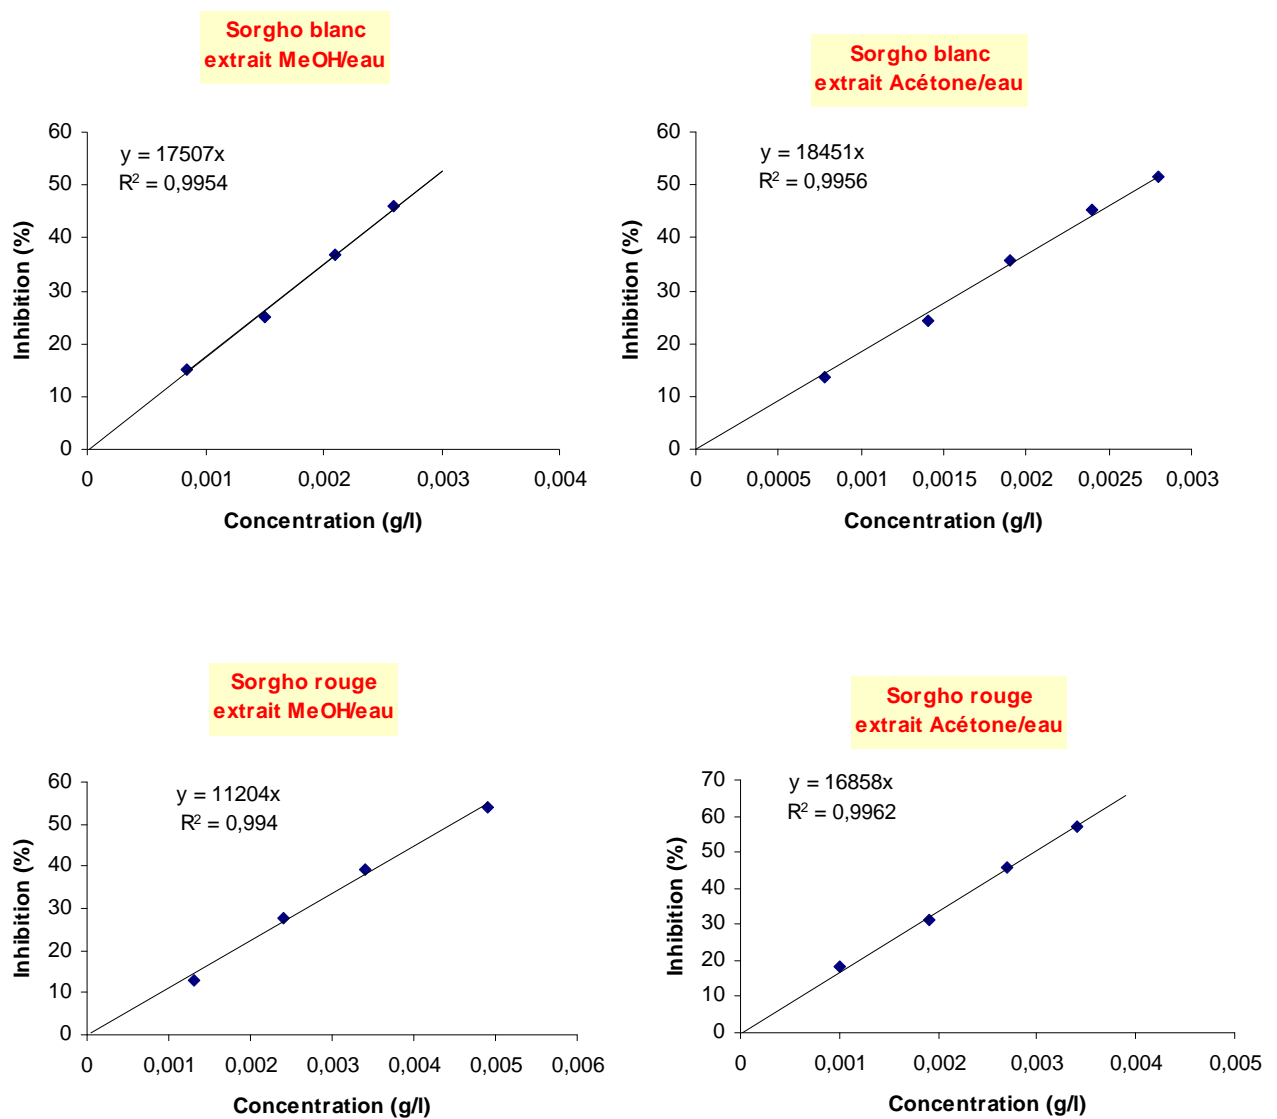 Sorgho blanc
extrait MeOH/eau
y = 17507x
R² = 0,9954
60
50
40
30
20
10
0
Inhibition (%)
0 0,001 0,002 0,003 0,004
Concentration (g/l)
Sorgho blanc
extrait Acétone/eau
y = 18451x
R² = 0,9956
60
50
40
30
20
10
0
Inhibition (%)
0 0,0005 0,001 0,0015 0,002 0,0025 0,003
Concentration (g/l)
Sorgho rouge
extrait MeOH/eau
y = 11204x
R² = 0,994
60
50
40
30
20
10
0
Inhibition (%)
0 0,001 0,002 0,003 0,004 0,005 0,006
Concentration (g/l)
Sorgho rouge
extrait Acétone/eau
y = 16858x
R² = 0,9962
70
60
50
40
30
20
10
0
Inhibition (%)
0 0,001 0,002 0,003 0,004 0,005
Concentration (g/l)